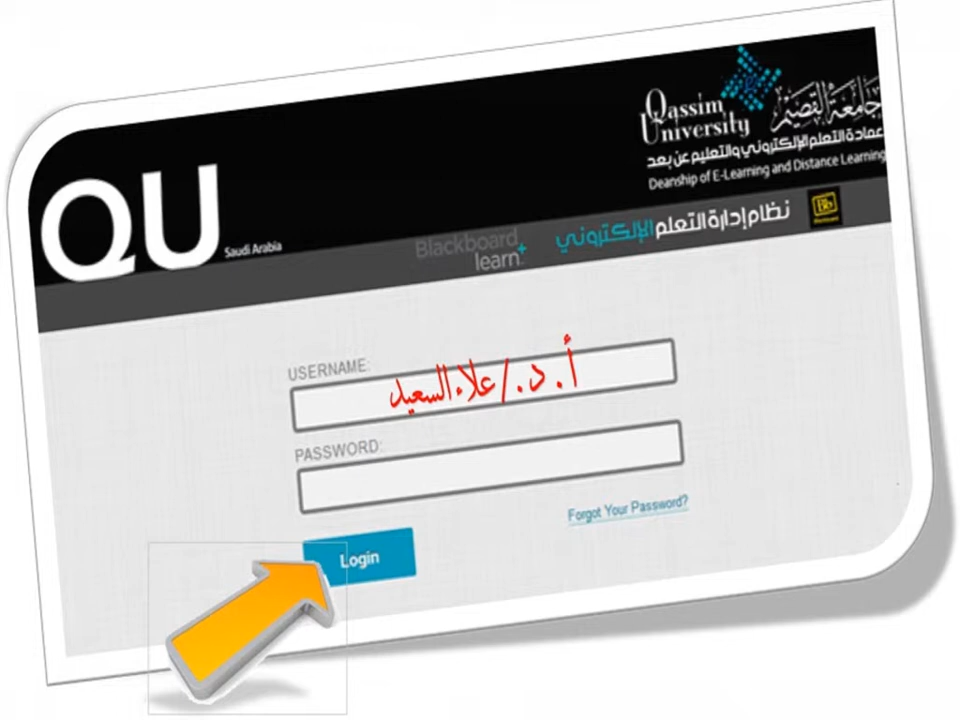 Qassim
University
جامعة القصيم
عمادة التعلم الإلكتروني والتعليم عن بعد
Deanship of E-Learning and Distance Learning
QU
Saudi Arabia
Blackboard
learn+
نظام إدارة التعلم الإلكتروني
Bb
USERNAME:
أ.د./علاء السعيد
PASSWORD:
Forgot Your Password?
Login